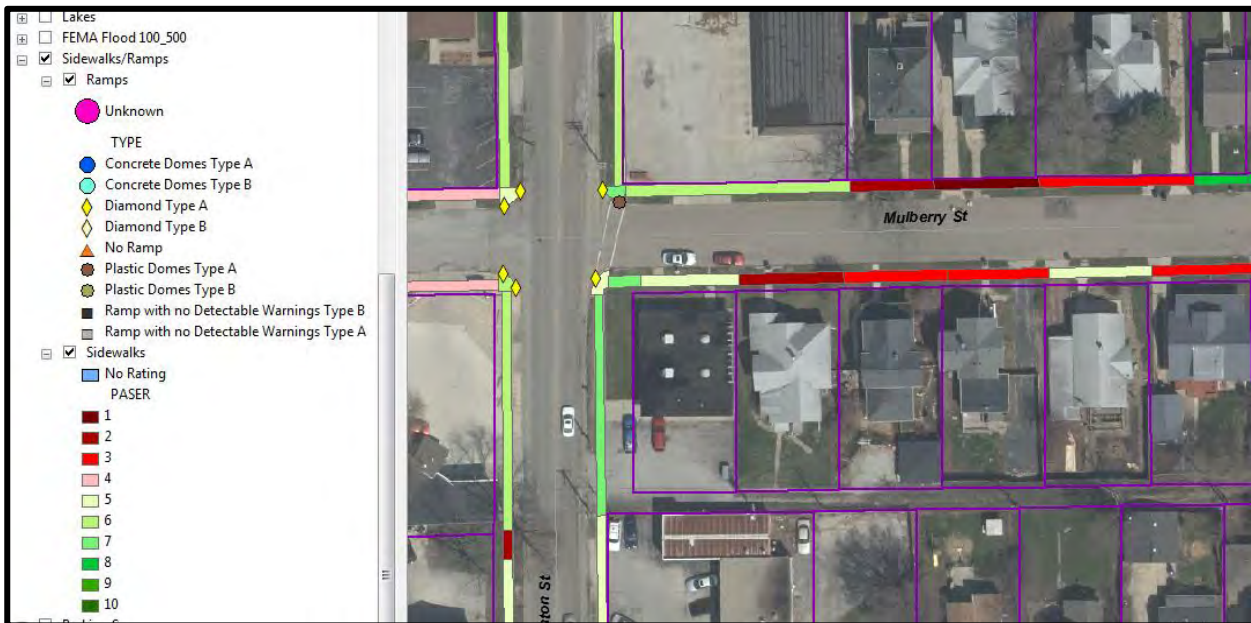 Lakes
FEMA Flood 100_500
Sidewalks/Ramps
Ramps
Unknown
TYPE
Concrete Domes Type A
Concrete Domes Type B
Diamond Type A
Diamond Type B
No Ramp
Plastic Domes Type A
Plastic Domes Type B
Ramp with no Detectable Warnings Type B
Ramp with no Detectable Warnings Type A
Sidewalks
No Rating
PASER
1
2
3
4
5
6
7
8
9
10
Mulberry St
nton St